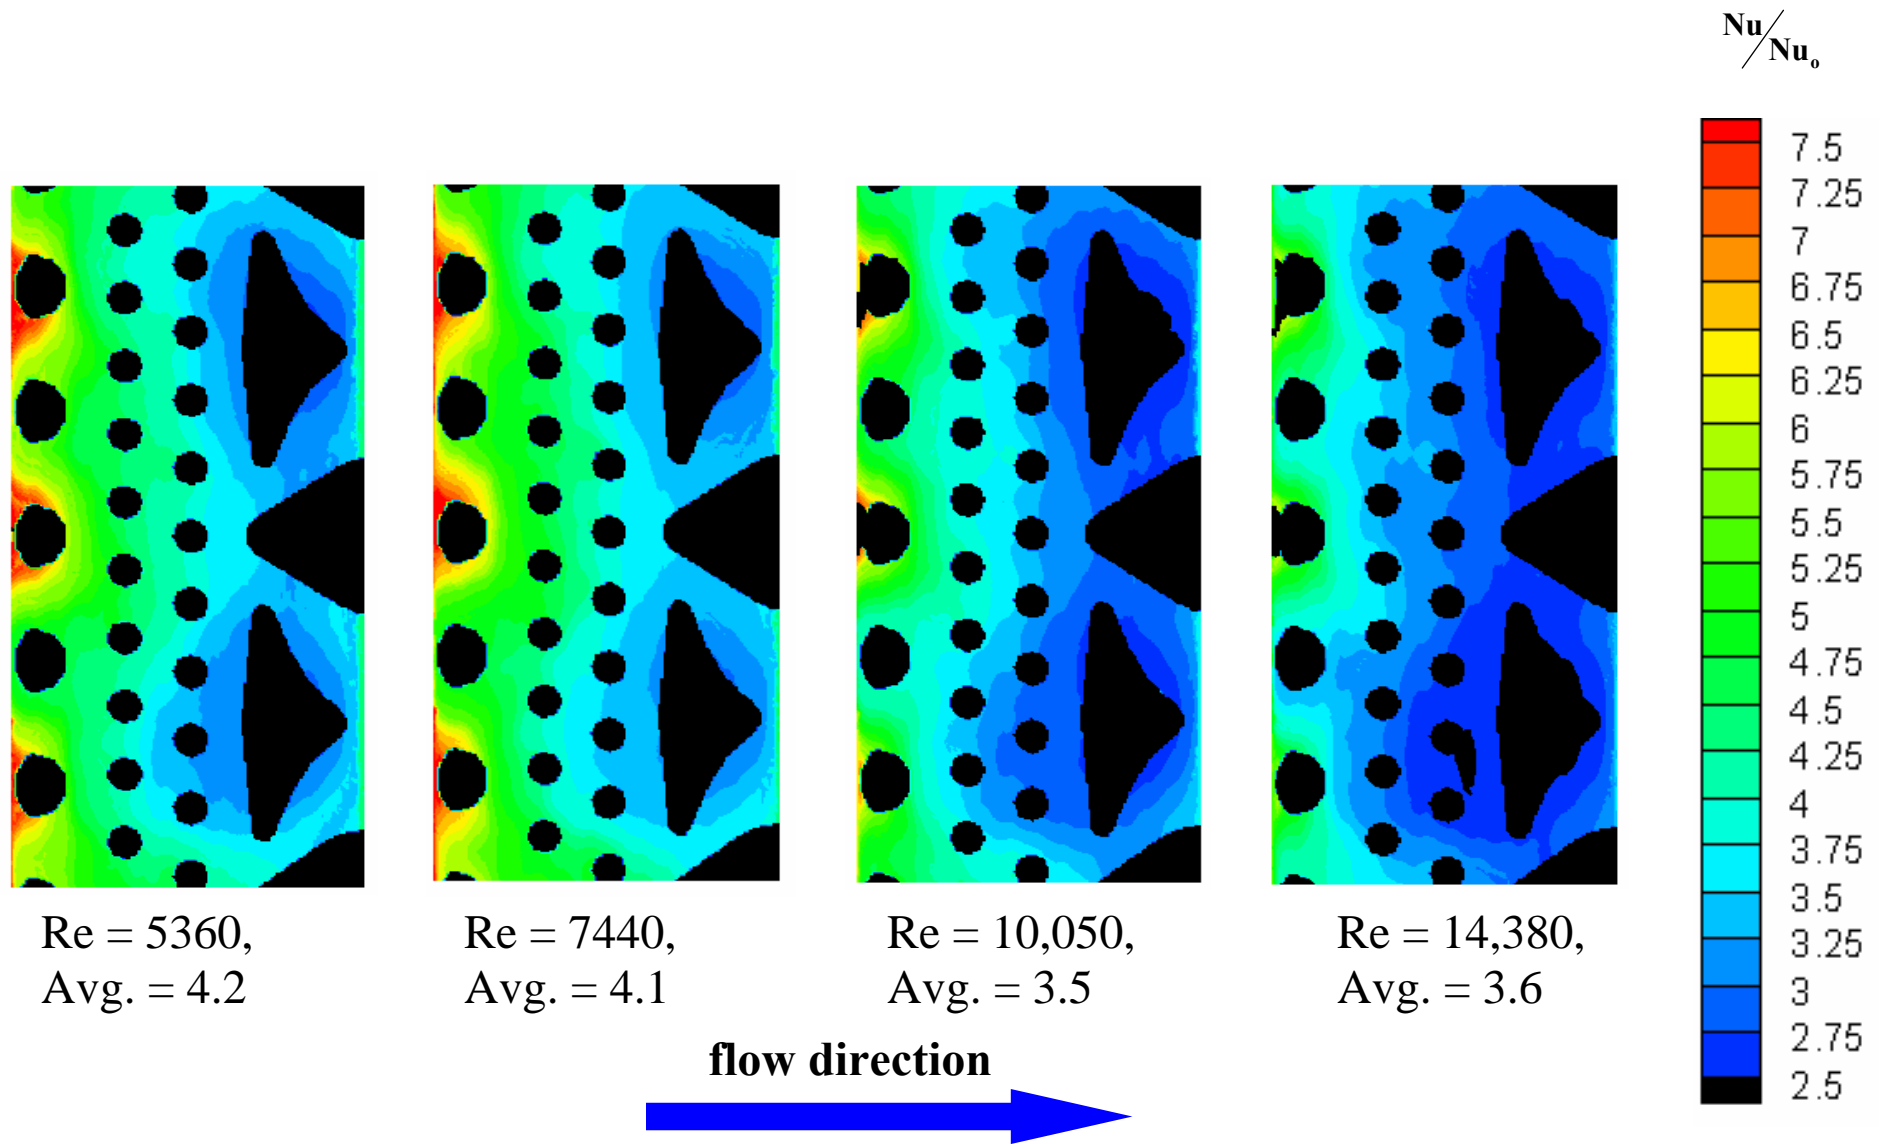 Nu/Nuo
7.5
7.25
7
6.75
6.5
6.25
6
5.75
5.5
5.25
5
4.75
4.5
4.25
4
3.75
3.5
3.25
3
2.75
2.5
Re = 5360,
Avg. = 4.2
Re = 7440,
Avg. = 4.1
Re = 10,050,
Avg. = 3.5
Re = 14,380,
Avg. = 3.6
flow direction